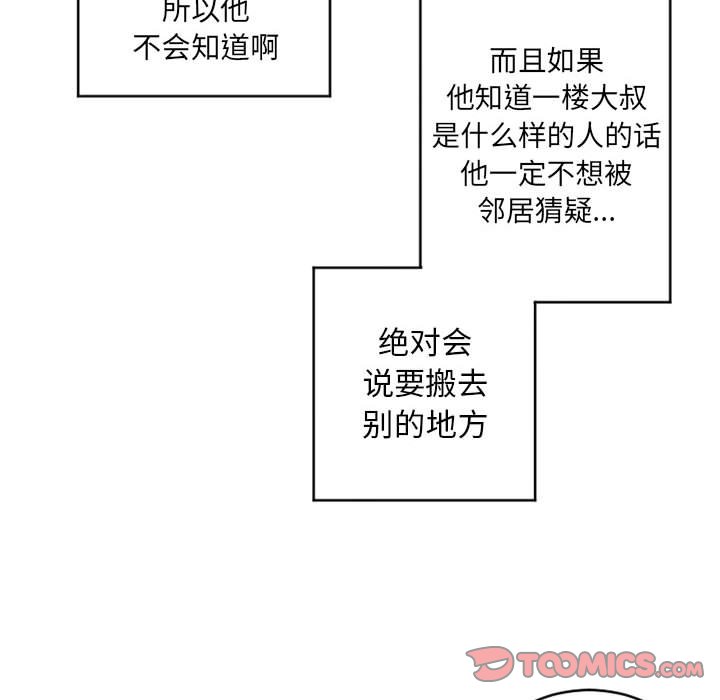 所以他
不会知道啊
而且如果
他知道一楼大叔
是什么样的人的话
他一定不想被
邻居猜疑...
绝对会
说要搬去
别的地方
TOOMICS.COM